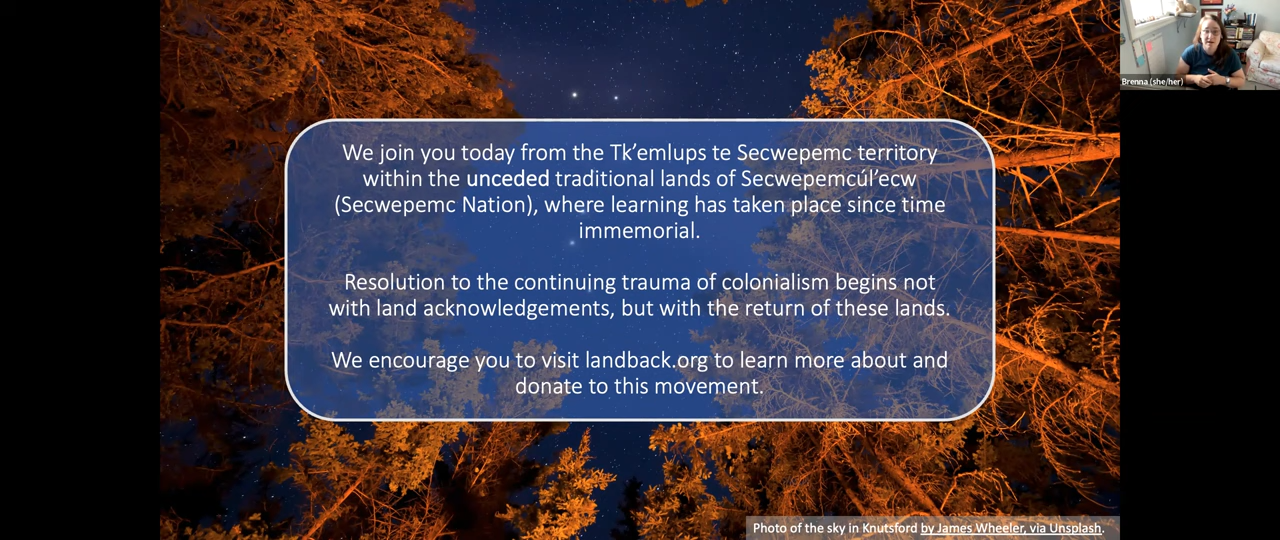 Brenna (she/her)
We join you today from the Tk'emlups te Secwepemc territory
within the unceded traditional lands of Secwepemcúl'ecw
(Secwepemc Nation), where learning has taken place since time
immemorial.
Resolution to the continuing trauma of colonialism begins not
with land acknowledgements, but with the return of these lands.
We encourage you to visit landback.org to learn more about and
donate to this movement.
Photo of the sky in Knutsford by James Wheeler, via Unsplash.